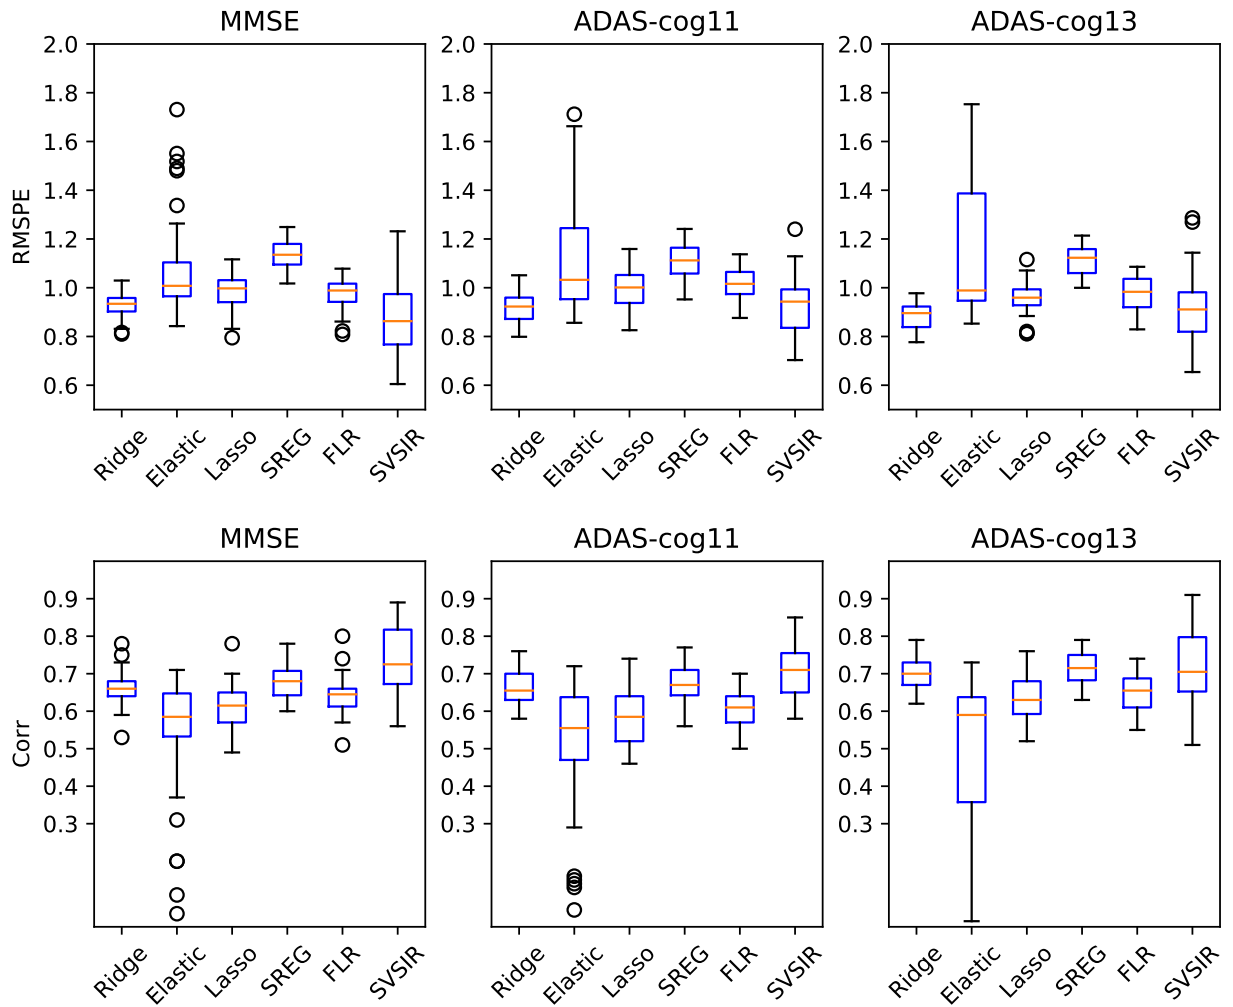 MMSE ADAS-cog11 ADAS-cog13
RMSPE
2.0 2.0 2.0
1.8 1.8 1.8
1.6 1.6 1.6
1.4 1.4 1.4
1.2 1.2 1.2
1.0 1.0 1.0
0.8 0.8 0.8
0.6 0.6 0.6
Ridge Elastic Lasso SREG FLR SVSIR Ridge Elastic Lasso SREG FLR SVSIR Ridge Elastic Lasso SREG FLR SVSIR
MMSE ADAS-cog11 ADAS-cog13
Corr
0.9 0.9 0.9
0.8 0.8 0.8
0.7 0.7 0.7
0.6 0.6 0.6
0.5 0.5 0.5
0.4 0.4 0.4
0.3 0.3 0.3
Ridge Elastic Lasso SREG FLR SVSIR Ridge Elastic Lasso SREG FLR SVSIR Ridge Elastic Lasso SREG FLR SVSIR